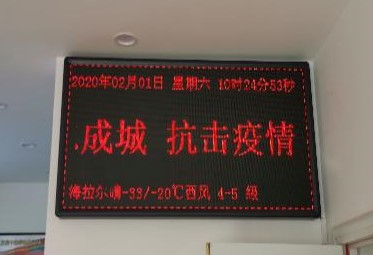 2020年02月01日 星期六 10时24分53秒
成城 抗击疫情
海拉尔晴-33/-20℃西风 4-5 级